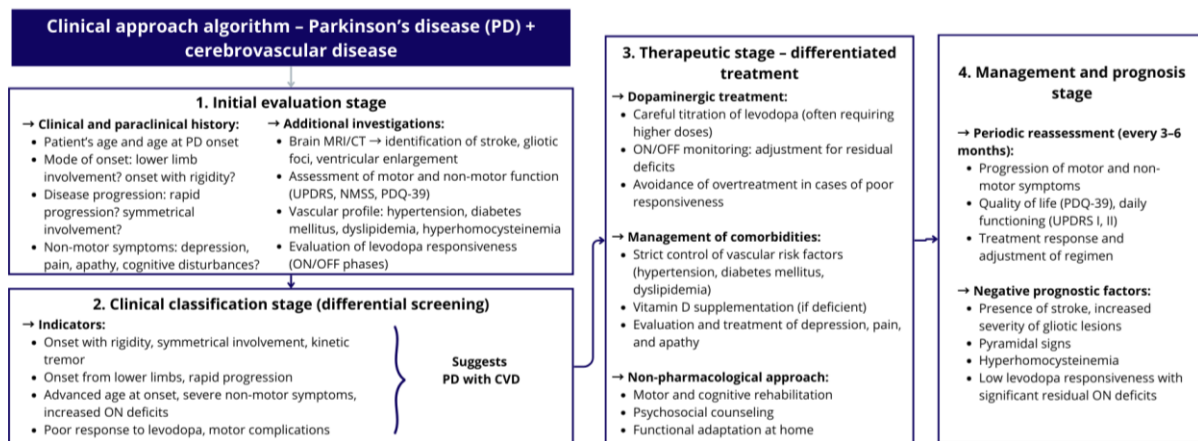 Clinical approach algorithm – Parkinson's disease (PD) +
cerebrovascular disease
1. Initial evaluation stage
→ Clinical and paraclinical history:
• Patient's age and age at PD onset
• Mode of onset: lower limb
involvement? onset with rigidity?
• Disease progression: rapid
progression? symmetrical
involvement?
• Non-motor symptoms: depression,
pain, apathy, cognitive disturbances?
→ Additional investigations:
• Brain MRI/CT → identification of stroke, gliotic
foci, ventricular enlargement
• Assessment of motor and non-motor function
(UPDRS, NMSS, PDQ-39)
• Vascular profile: hypertension, diabetes
mellitus, dyslipidemia, hyperhomocysteinemia
• Evaluation of levodopa responsiveness
(ON/OFF phases)
2. Clinical classification stage (differential screening)
→ Indicators:
• Onset with rigidity, symmetrical involvement, kinetic
tremor
• Onset from lower limbs, rapid progression
• Advanced age at onset, severe non-motor symptoms,
increased ON deficits
• Poor response to levodopa, motor complications
Suggests
PD with CVD
3. Therapeutic stage – differentiated
treatment
→ Dopaminergic treatment:
• Careful titration of levodopa (often requiring
higher doses)
• ON/OFF monitoring: adjustment for residual
deficits
• Avoidance of overtreatment in cases of poor
responsiveness
→ Management of comorbidities:
• Strict control of vascular risk factors
(hypertension, diabetes mellitus,
dyslipidemia)
• Vitamin D supplementation (if deficient)
• Evaluation and treatment of depression, pain,
and apathy
→ Non-pharmacological approach:
• Motor and cognitive rehabilitation
• Psychosocial counseling
• Functional adaptation at home
4. Management and prognosis
stage
→ Periodic reassessment (every 3–6
months):
• Progression of motor and non-
motor symptoms
• Quality of life (PDQ-39), daily
functioning (UPDRS I, II)
• Treatment response and
adjustment of regimen
→ Negative prognostic factors:
• Presence of stroke, increased
severity of gliotic lesions
• Pyramidal signs
• Hyperhomocysteinemia
• Low levodopa responsiveness with
significant residual ON deficits